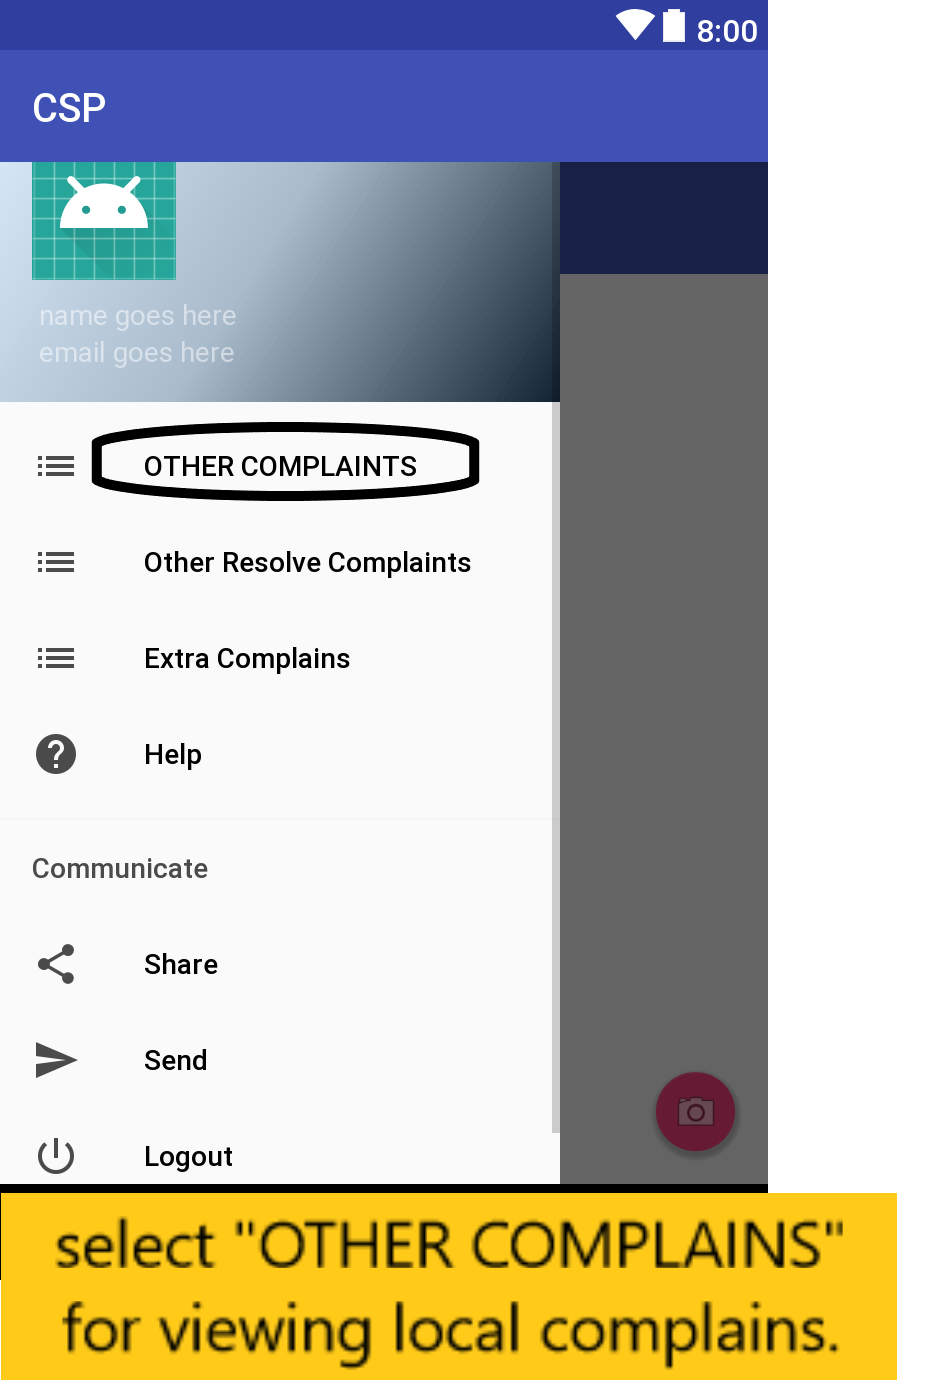 8:00
CSP
name goes here
email goes here
OTHER COMPLAINTS
Other Resolve Complaints
Extra Complains
Help
Communicate
Share
Send
Logout
select "OTHER COMPLAINS"
for viewing local complains.